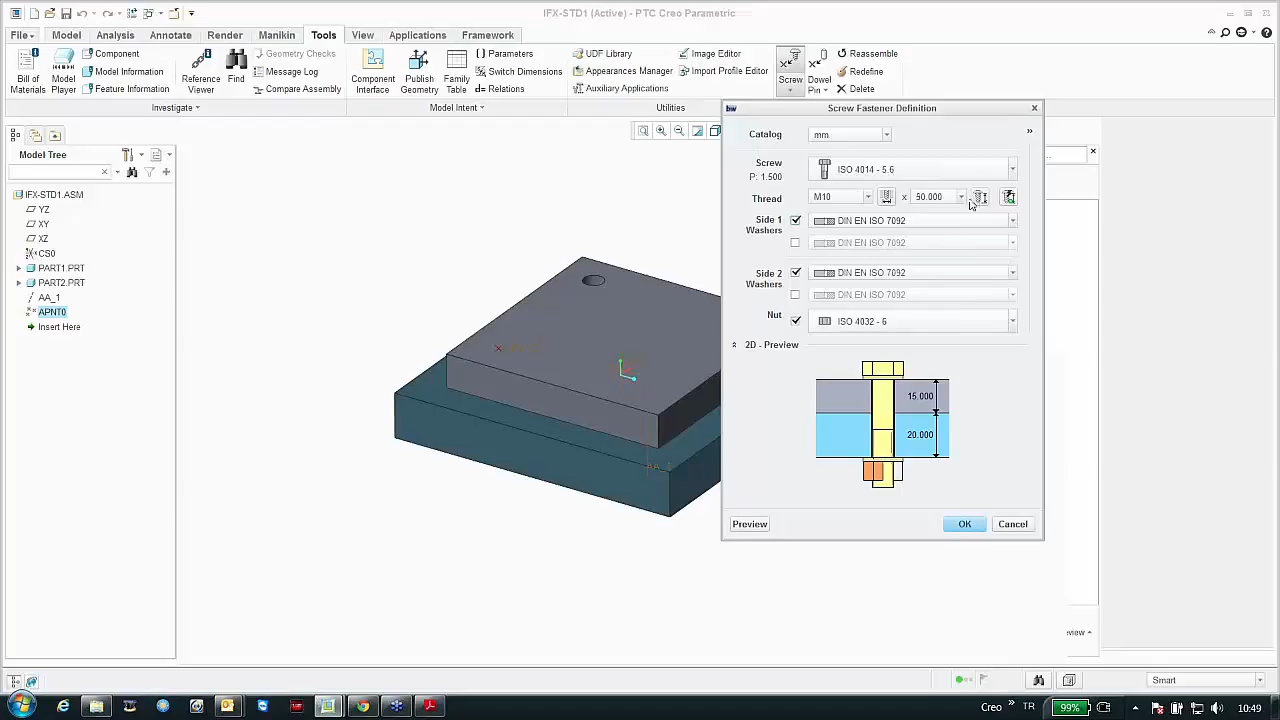 IFX-STD1 (Active) - PTC Creo Parametric
File Model Analysis Annotate Render Manikin Tools View Applications Framework
Bill of Materials
Model Player
Component
Model Information
Feature Information
Reference Viewer
Find
Geometry Checks
Message Log
Compare Assembly
Component Interface
Publish Geometry
Family Table
Parameters
Switch Dimensions
Relations
UDF Library
Appearances Manager
Auxiliary Applications
Image Editor
Import Profile Editor
Screw
Dowel Pin
Reassemble
Redefine
Delete
Investigate Model Intent Utilities
Model Tree
IFX-STD1.ASM
YZ
XY
XZ
CS0
PART1.PRT
PART2.PRT
AA_1
APNT0
Insert Here
bw Screw Fastener Definition
Catalog mm
Screw ISO 4014 - 5.6
P: 1.500
Thread M10 x 50.000
Side 1 Washers DIN EN ISO 7092
DIN EN ISO 7092
Side 2 Washers DIN EN ISO 7092
DIN EN ISO 7092
Nut ISO 4032 - 6
2D - Preview
15.000
20.000
Preview OK Cancel
Smart
Creo » TR 99% 10:49